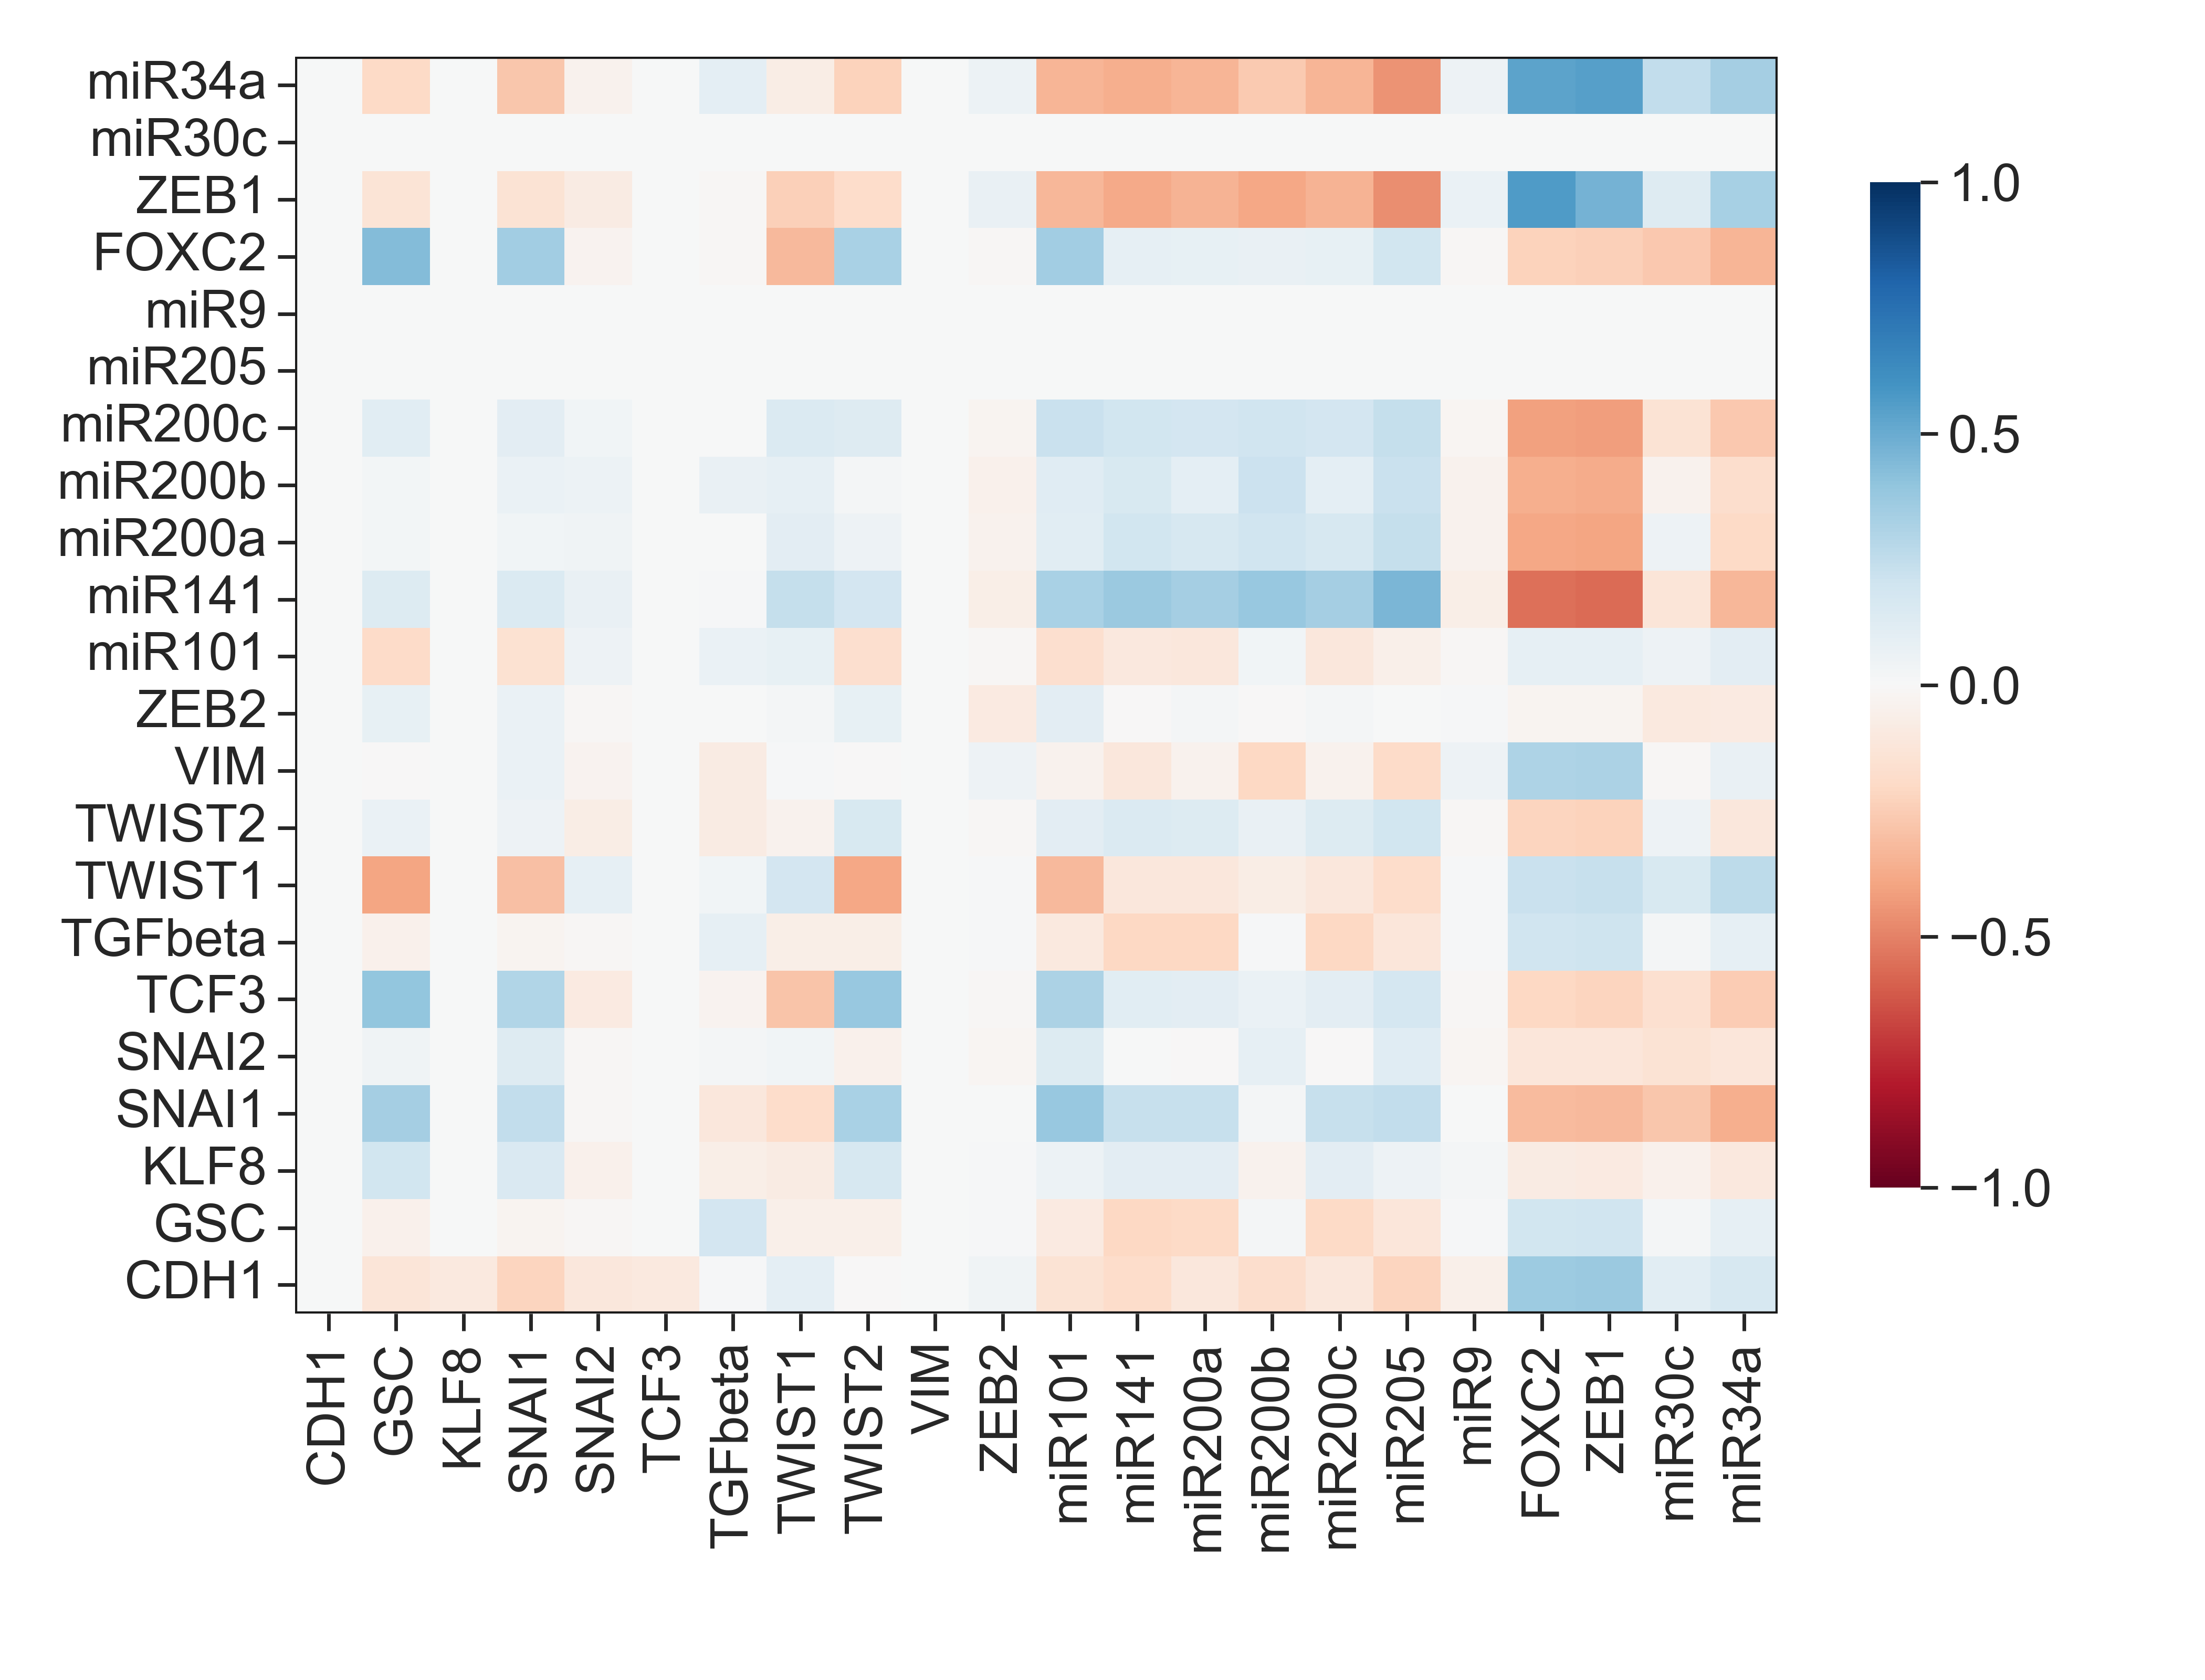 miR34a
miR30c
ZEB1
FOXC2
miR9
miR205
miR200c
miR200b
miR200a
miR141
miR101
ZEB2
VIM
TWIST2
TWIST1
TGFbeta
TCF3
SNAI2
SNAI1
KLF8
GSC
CDH1
CDH1
GSC
KLF8
SNAI1
SNAI2
TCF3
TGFbeta
TWIST1
TWIST2
VIM
ZEB2
miR101
miR141
miR200a
miR200b
miR200c
miR205
miR9
FOXC2
ZEB1
miR30c
miR34a
1.0
0.5
0.0
−0.5
−1.0